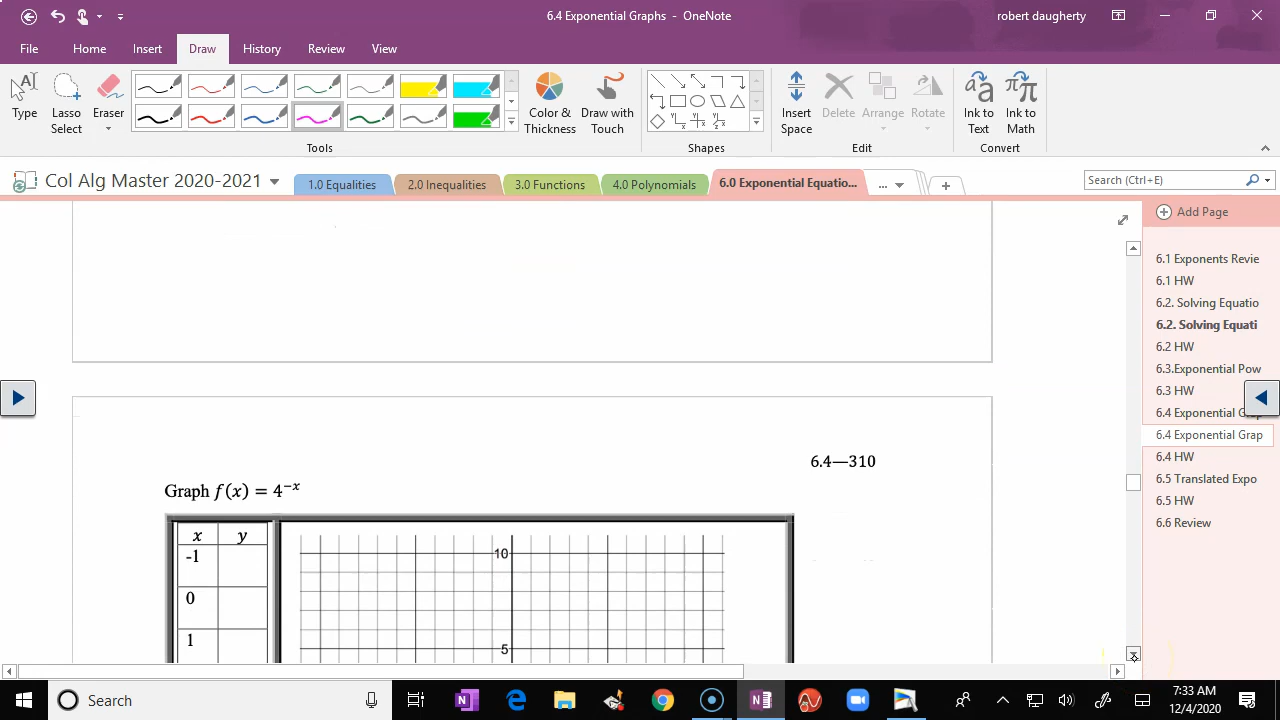 6.4 Exponential Graphs - OneNote
robert daugherty
File Home Insert Draw History Review View
Type
Lasso Select
Eraser
Color & Thickness
Draw with Touch
Insert Space
Delete
Arrange
Rotate
Ink to Text
Ink to Math
Tools
Shapes
Edit
Convert
Col Alg Master 2020-2021
1.0 Equalities
2.0 Inequalities
3.0 Functions
4.0 Polynomials
6.0 Exponential Equatio...
...
Search (Ctrl+E)
Add Page
6.1 Exponents Revie
6.1 HW
6.2. Solving Equatio
6.2. Solving Equati
6.2 HW
6.3.Exponential Pow
6.3 HW
6.4 Exponential Grap
6.4 Exponential Grap
6.4 HW
6.5 Translated Expo
6.5 HW
6.6 Review
6.4—310
Graph f(x) = 4^{-x}
x y
-1
0
1
10
5
Search
7:33 AM
12/4/2020